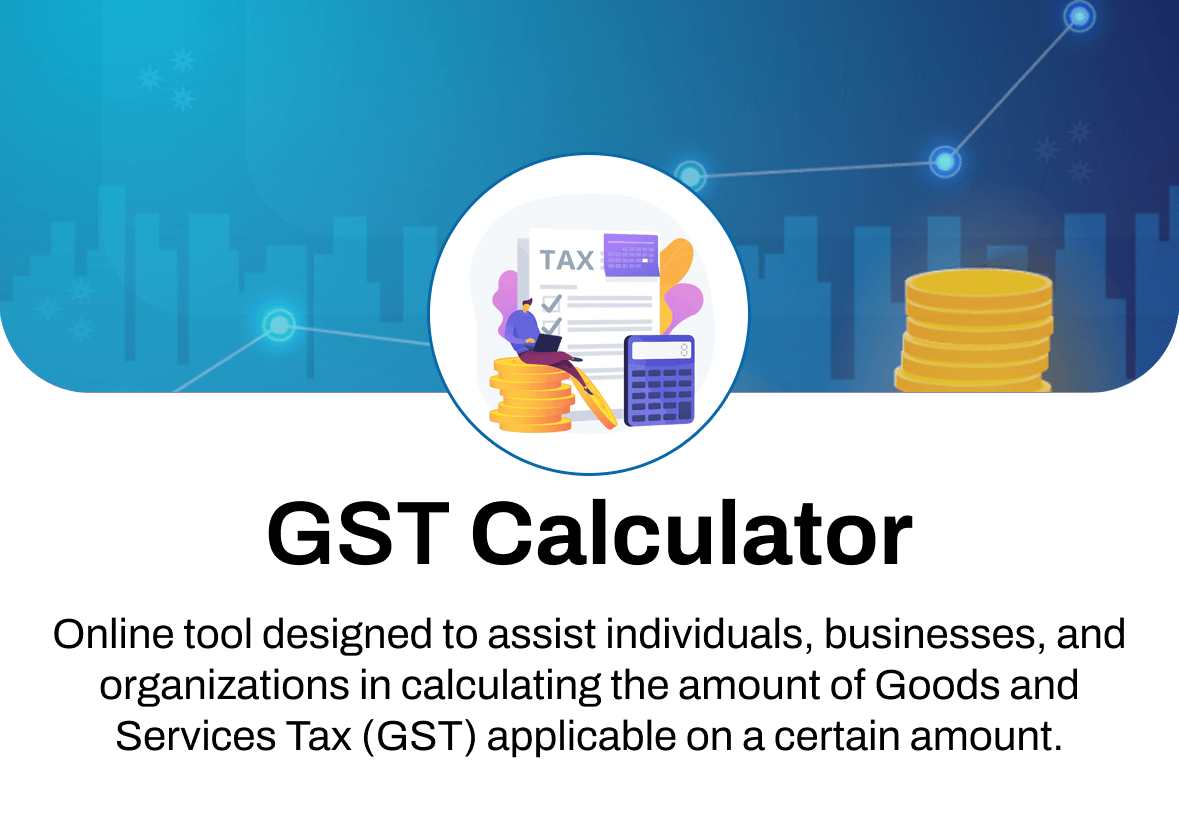 TAX
8
GST Calculator
Online tool designed to assist individuals, businesses, and
organizations in calculating the amount of Goods and
Services Tax (GST) applicable on a certain amount.